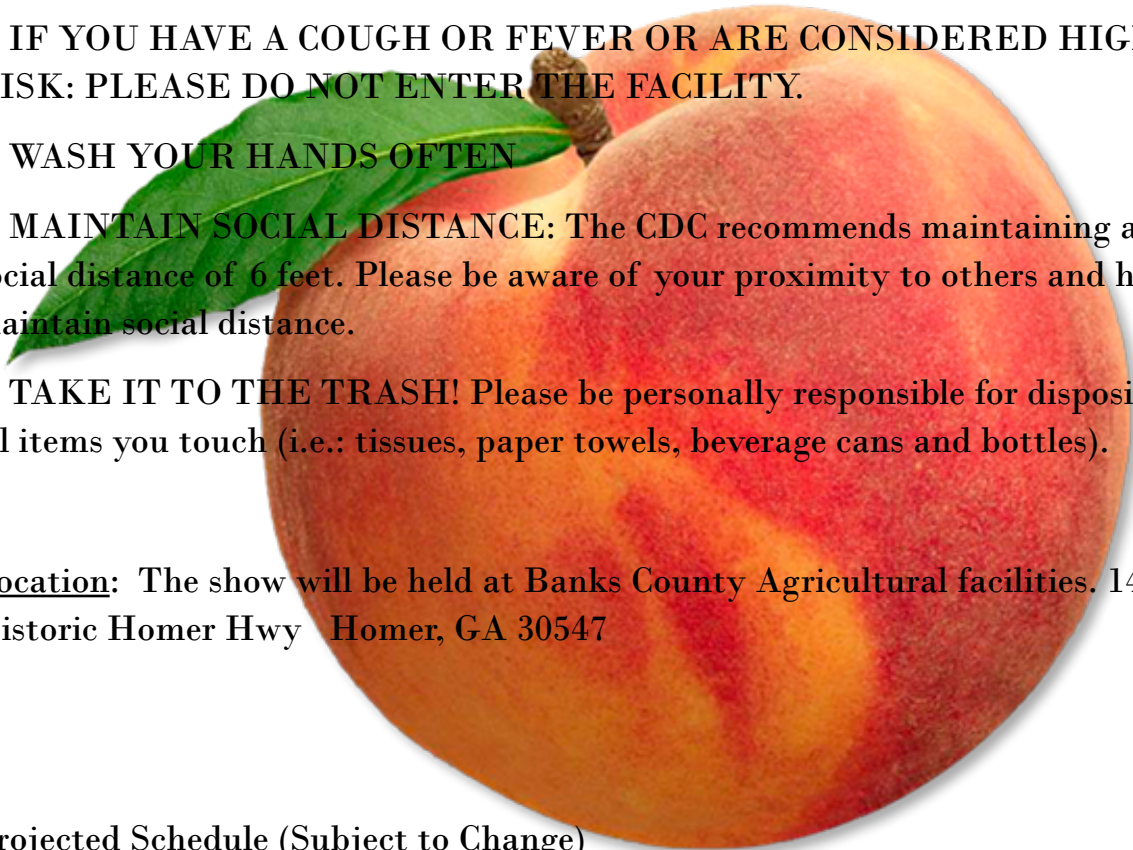 IF YOU HAVE A COUGH OR FEVER OR ARE CONSIDERED HIG
ISK: PLEASE DO NOT ENTER THE FACILITY.
WASH YOUR HANDS OFTEN
MAINTAIN SOCIAL DISTANCE: The CDC recommends maintaining a
ocial distance of 6 feet. Please be aware of your proximity to others and h
aintain social distance.
TAKE IT TO THE TRASH! Please be personally responsible for disposi
l items you touch (i.e.: tissues, paper towels, beverage cans and bottles).
ocation: The show will be held at Banks County Agricultural facilities. 14
istoric Homer Hwy Homer, GA 30547
rojected Schedule (Subject to Change)